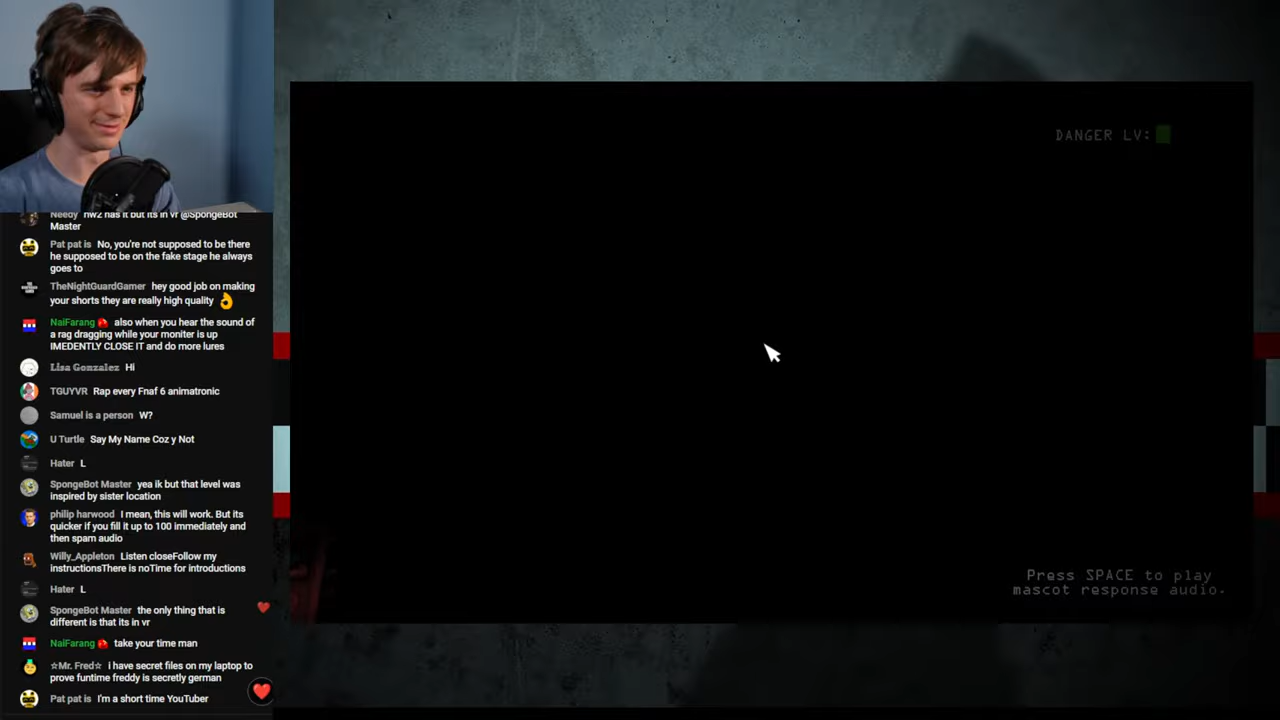 DANGER LV:
Needy nw2 has it but its in vr @SpongeBot
Master
Pat pat is No, you're not supposed to be there
he supposed to be on the fake stage he always
goes to
TheNightGuardGamer hey good job on making
your shorts they are really high quality 👌
NaiFarang also when you hear the sound of
a rag dragging while your moniter is up
IMEDENTLY CLOSE IT and do more lures
Lisa Gonzalez Hi
TGUYVR Rap every Fnaf 6 animatronic
Samuel is a person W?
U Turtle Say My Name Coz y Not
Hater L
SpongeBot Master yea ik but that level was
inspired by sister location
philip harwood I mean, this will work. But its
quicker if you fill it up to 100 immediately and
then spam audio
Willy_Appleton Listen closeFollow my
instructionsThere is noTime for introductions
Hater L
SpongeBot Master the only thing that is
different is that its in vr
NaiFarang take your time man
☆Mr. Fred☆ i have secret files on my laptop to
prove funtime freddy is secretly german
Pat pat is I'm a short time YouTuber
Press SPACE to play
mascot response audio.